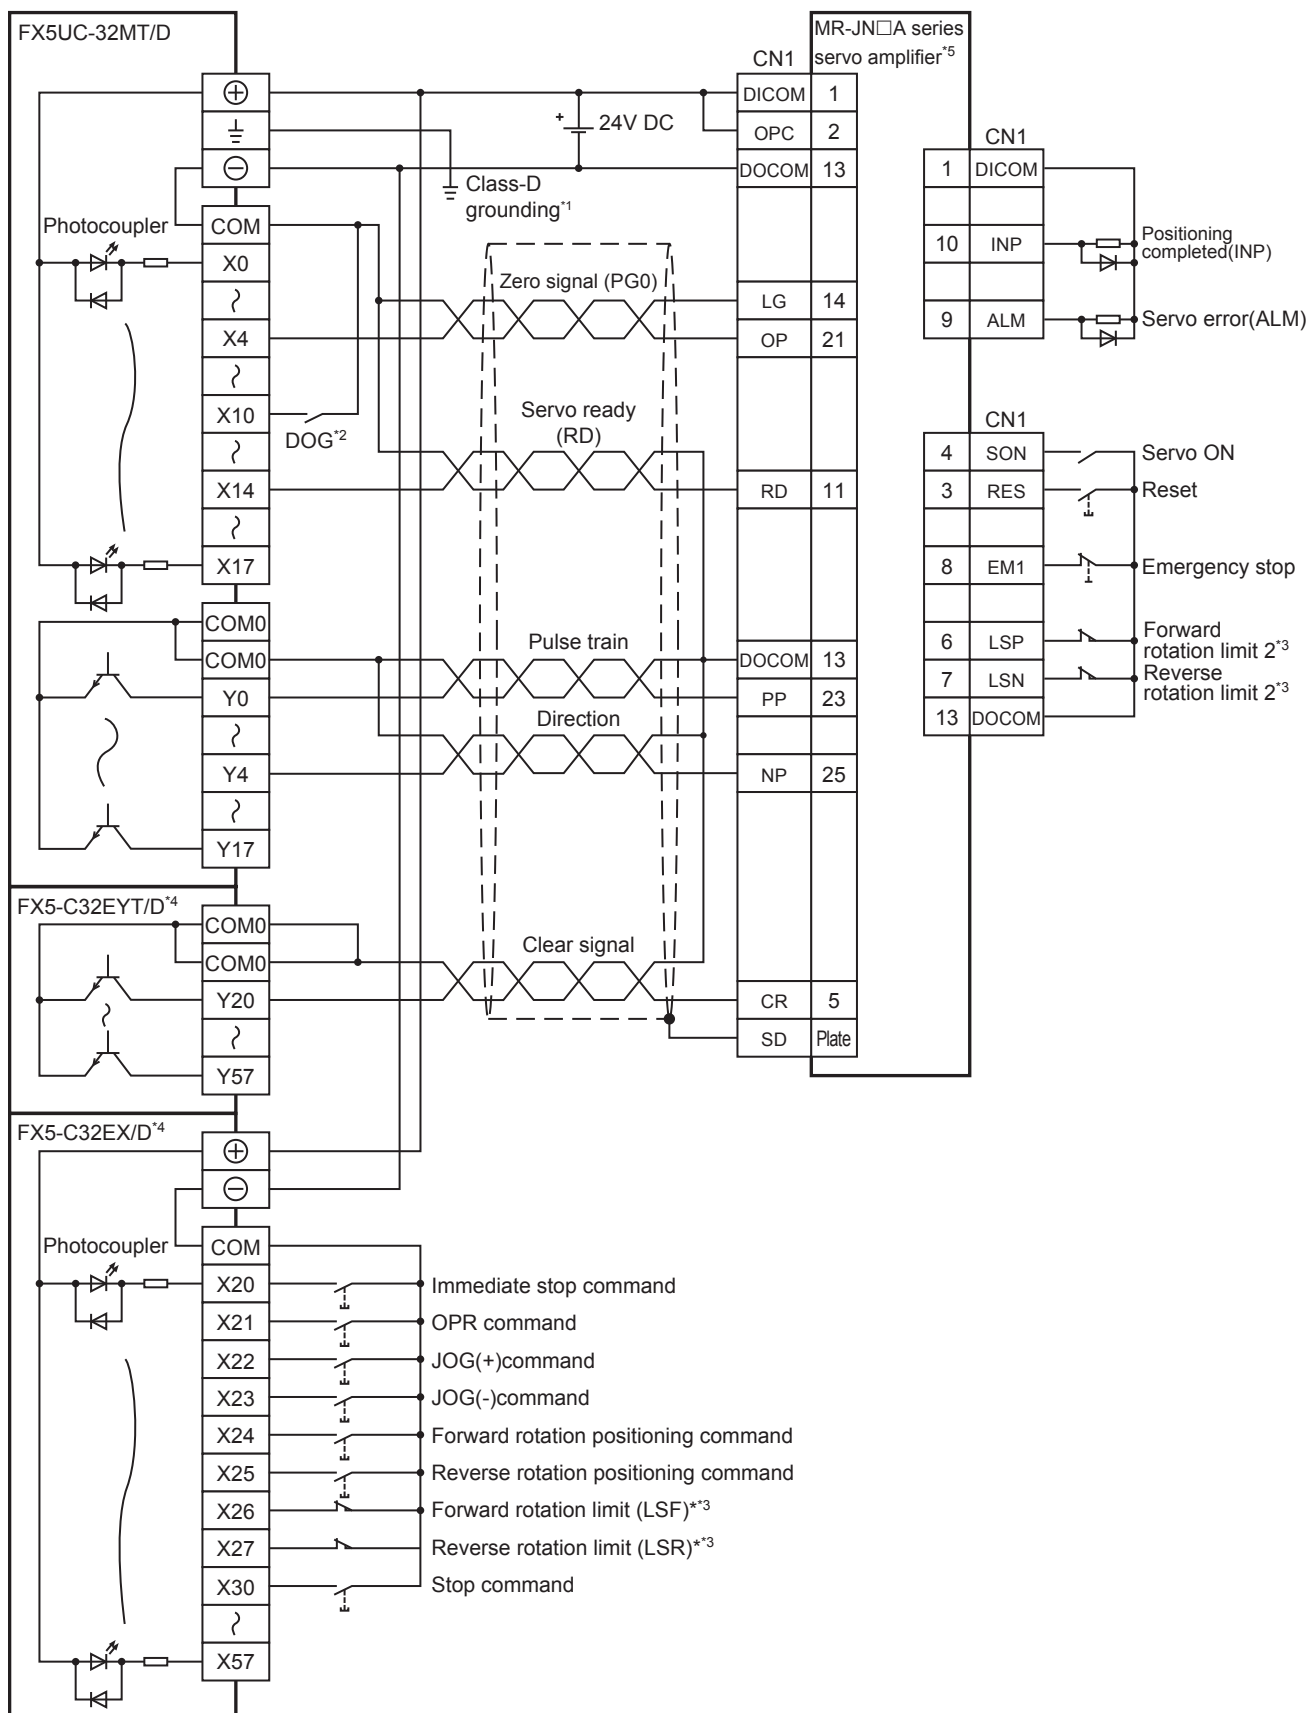 FX5UC-32MT/D
MR-JN□A series
servo amplifier*5
CN1
DICOM 1
+
24V DC
OPC 2
DOCOM 13
Class-D
grounding*1
CN1
1 DICOM
10 INP
Positioning
completed(INP)
9 ALM
Servo error(ALM)
Photocoupler
COM
X0
Zero signal (PG0)
LG 14
X4
OP 21
X10
DOG*2
Servo ready
(RD)
X14
RD 11
X17
CN1
4 SON
Servo ON
3 RES
Reset
8 EM1
Emergency stop
6 LSP
Forward
rotation limit 2*3
7 LSN
Reverse
rotation limit 2*3
13 DOCOM
COM0
COM0
Pulse train
DOCOM 13
Y0
PP 23
Direction
Y4
NP 25
Y17
FX5-C32EYT/D*4
COM0
COM0
Clear signal
Y20
CR 5
SD Plate
Y57
FX5-C32EX/D*4
Photocoupler
COM
X20
Immediate stop command
X21
OPR command
X22
JOG(+)command
X23
JOG(-)command
X24
Forward rotation positioning command
X25
Reverse rotation positioning command
X26
Forward rotation limit (LSF)**3
X27
Reverse rotation limit (LSR)**3
X30
Stop command
X57